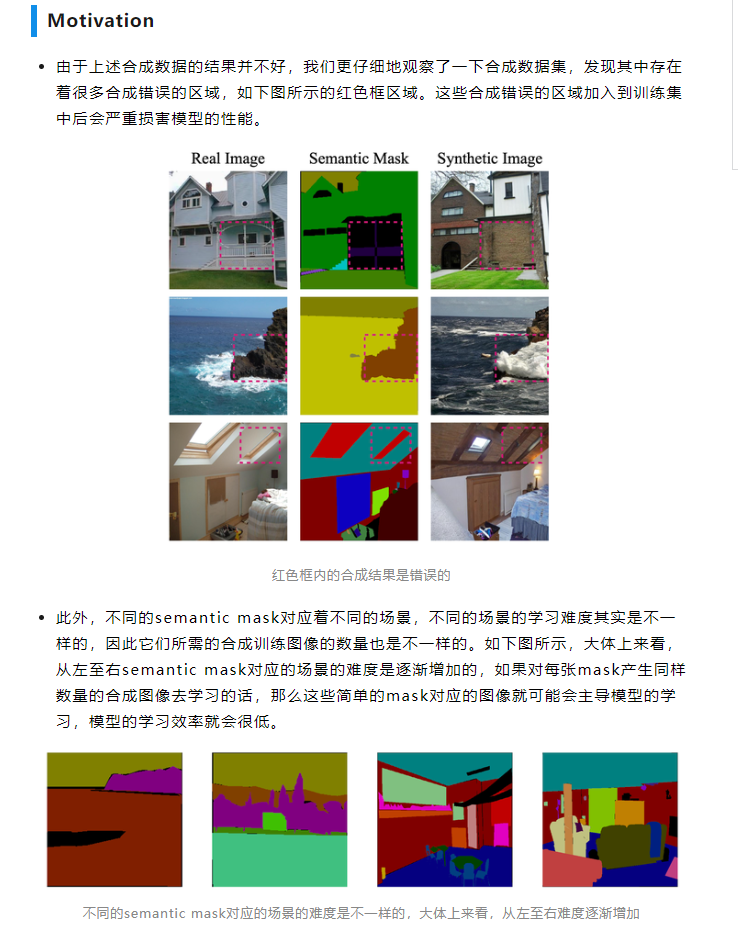 Motivation
由于上述合成数据的结果并不好，我们更仔细地观察了一下合成数据集，发现其中存在
着很多合成错误的区域，如下图所示的红色框区域。这些合成错误的区域加入到训练集
中后会严重损害模型的性能。
Real Image Semantic Mask Synthetic Image
红色框内的合成结果是错误的
此外，不同的semantic mask对应着不同的场景，不同的场景的学习难度其实是不一
样的，因此它们所需的合成训练图像的数量也是不一样的。如下图所示，大体上来看，
从左至右semantic mask对应的场景的难度是逐渐增加的，如果对每张mask产生同样
数量的合成图像去学习的话，那么这些简单的mask对应的图像就可能会主导模型的学
习，模型的学习效率就会很低。
不同的semantic mask对应的场景的难度是不一样的，大体上来看，从左至右难度逐渐增加